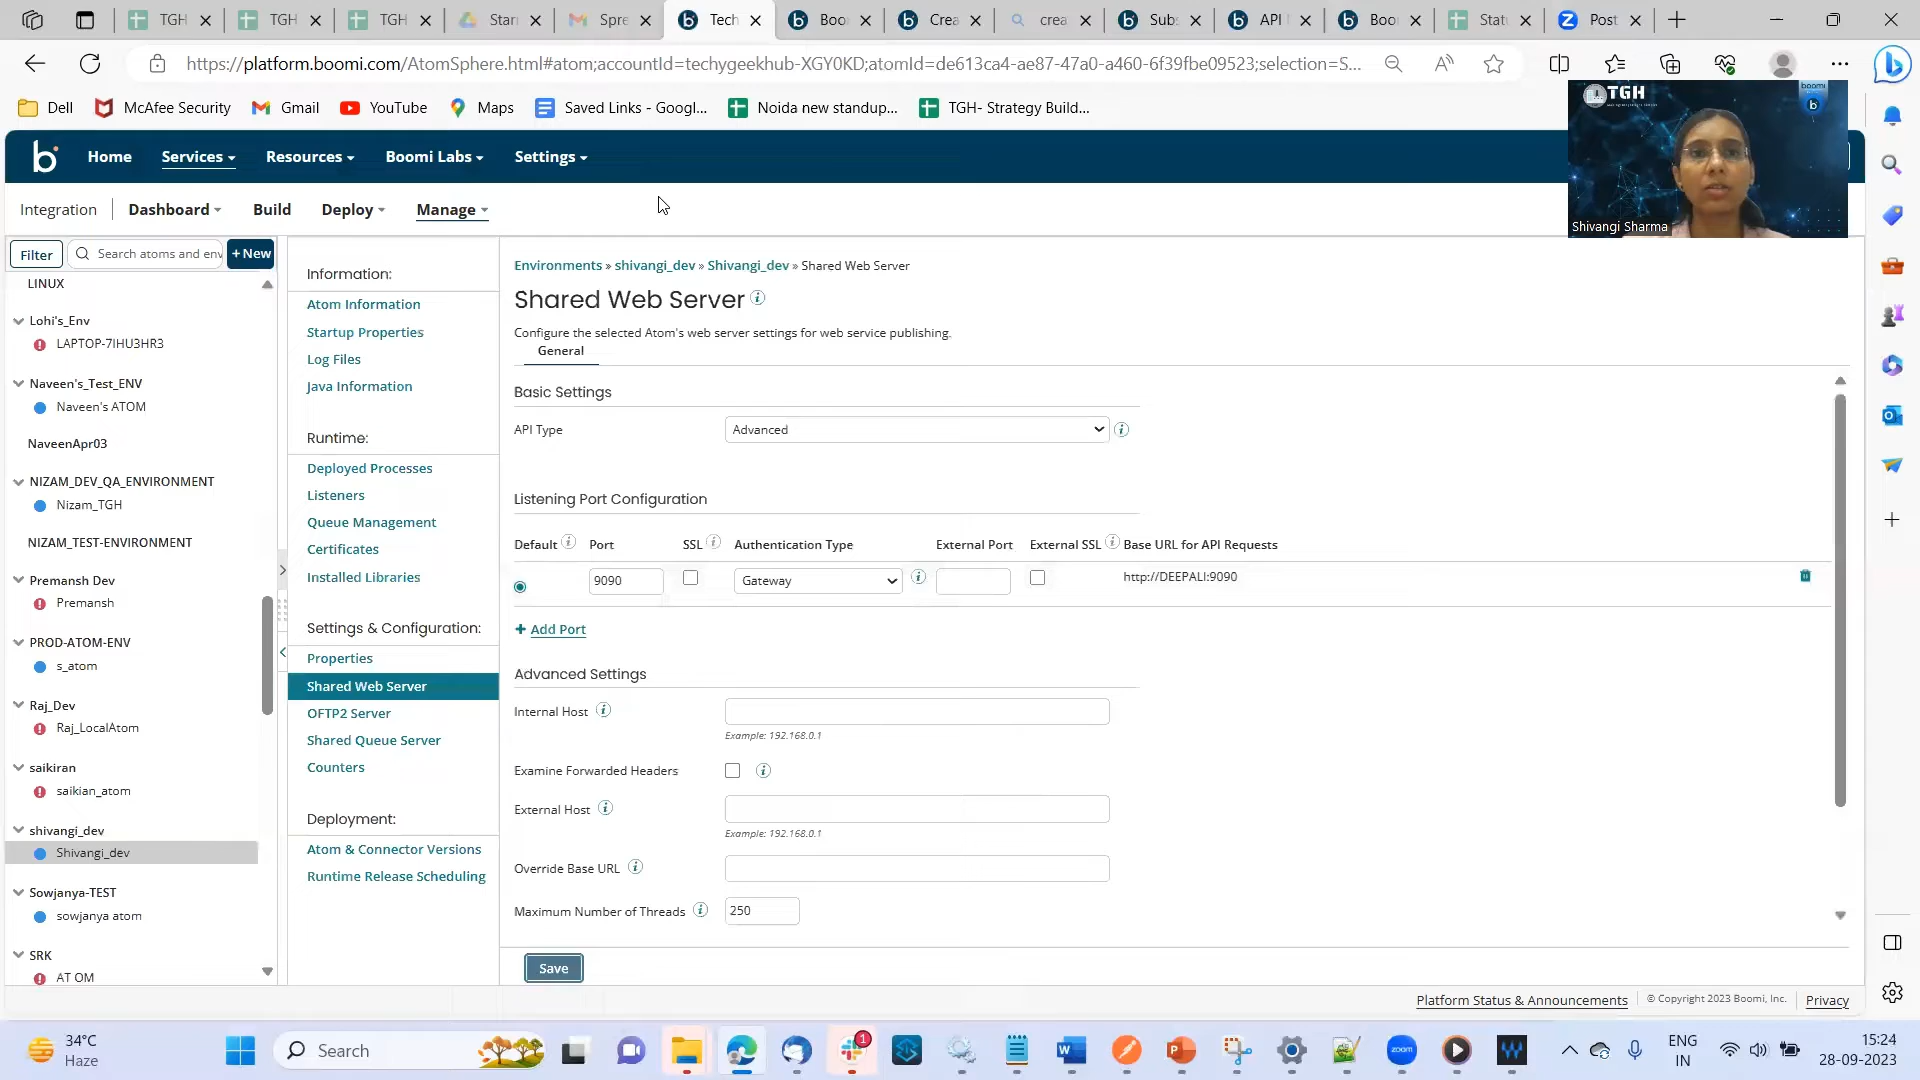 TGH
TGH
TGH
Star
Spre
Tech
Boo
Crea
crea
Subs
API
Boo
Stat
Post
https://platform.boomi.com/AtomSphere.html#atom;accountId=techygeekhub-XGY0KD;atomId=de613ca4-ae87-47a0-a460-6f39fbe09523;selection=S...
Dell
McAfee Security
Gmail
YouTube
Maps
Saved Links - Googl...
Noida new standup...
TGH- Strategy Build...
TGH
boomi
b
Shivangi Sharma
Home
Services
Resources
Boomi Labs
Settings
Integration
Dashboard
Build
Deploy
Manage
Filter
Search atoms and env
+New
LINUX
Lohi's_Env
LAPTOP-7IHU3HR3
Naveen's_Test_ENV
Naveen's ATOM
NaveenApr03
NIZAM_DEV_QA_ENVIRONMENT
Nizam_TGH
NIZAM_TEST-ENVIRONMENT
Premansh Dev
Premansh
PROD-ATOM-ENV
s_atom
Raj_Dev
Raj_LocalAtom
saikiran
saikian_atom
shivangi_dev
Shivangi_dev
Sowjanya-TEST
sowjanya atom
SRK
AT OM
Information:
Atom Information
Startup Properties
Log Files
Java Information
Runtime:
Deployed Processes
Listeners
Queue Management
Certificates
Installed Libraries
Settings & Configuration:
Properties
Shared Web Server
OFTP2 Server
Shared Queue Server
Counters
Deployment:
Atom & Connector Versions
Runtime Release Scheduling
Environments » shivangi_dev » Shivangi_dev » Shared Web Server
Shared Web Server
Configure the selected Atom's web server settings for web service publishing.
General
Basic Settings
API Type
Advanced
Listening Port Configuration
Default
Port
SSL
Authentication Type
External Port
External SSL
Base URL for API Requests
9090
Gateway
http://DEEPALI:9090
+ Add Port
Advanced Settings
Internal Host
Example: 192.168.0.1
Examine Forwarded Headers
External Host
Example: 192.168.0.1
Override Base URL
Maximum Number of Threads
250
Save
Platform Status & Announcements
© Copyright 2023 Boomi, Inc.
Privacy
34°C
Haze
Search
1
zoom
ENG
IN
15:24
28-09-2023